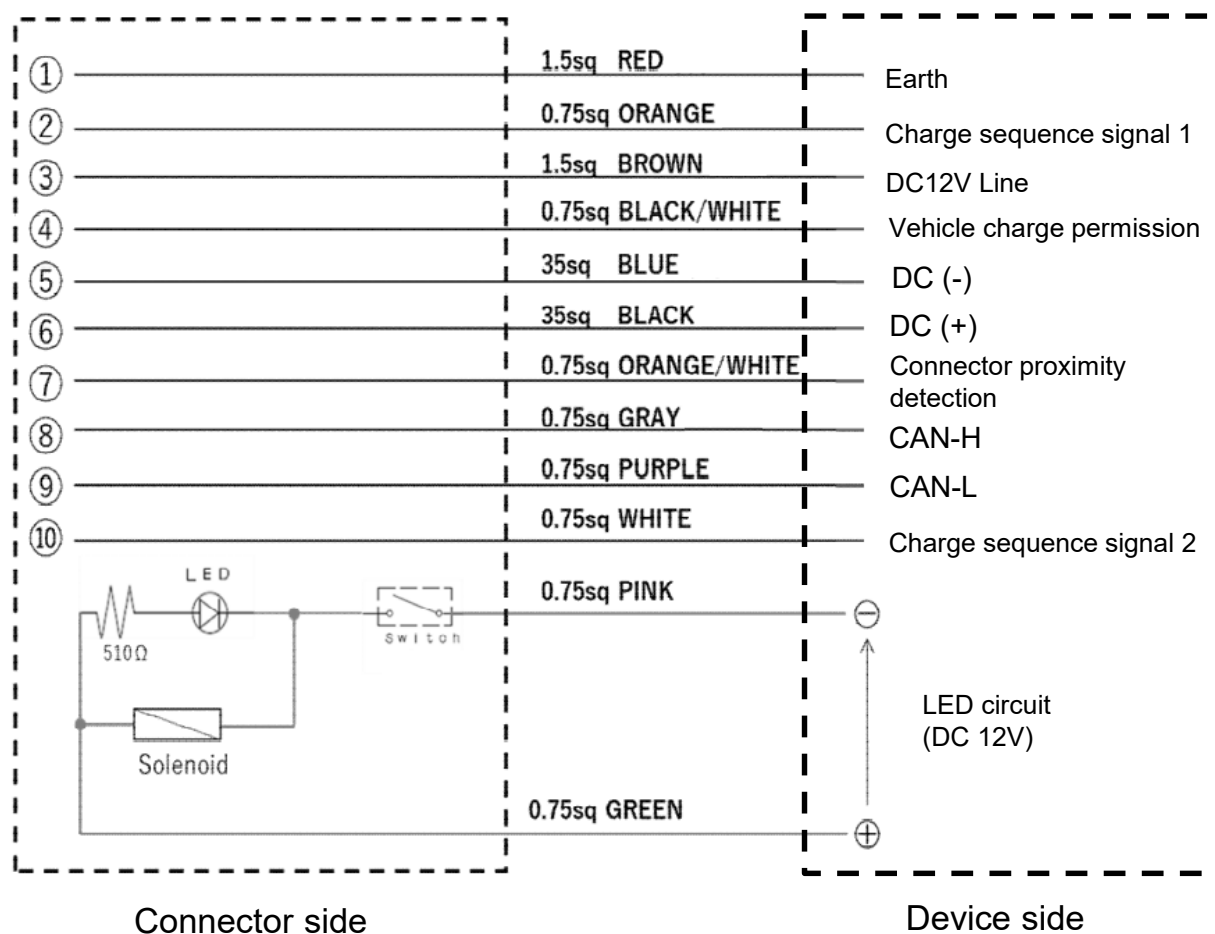 ① 1.5sq RED Earth
② 0.75sq ORANGE Charge sequence signal 1
③ 1.5sq BROWN DC12V Line
④ 0.75sq BLACK/WHITE Vehicle charge permission
⑤ 35sq BLUE DC (-)
⑥ 35sq BLACK DC (+)
⑦ 0.75sq ORANGE/WHITE Connector proximity
detection
⑧ 0.75sq GRAY CAN-H
⑨ 0.75sq PURPLE CAN-L
⑩ 0.75sq WHITE Charge sequence signal 2
LED
0.75sq PINK
Switch
510Ω
LED circuit
(DC 12V)
Solenoid
0.75sq GREEN
Connector side
Device side